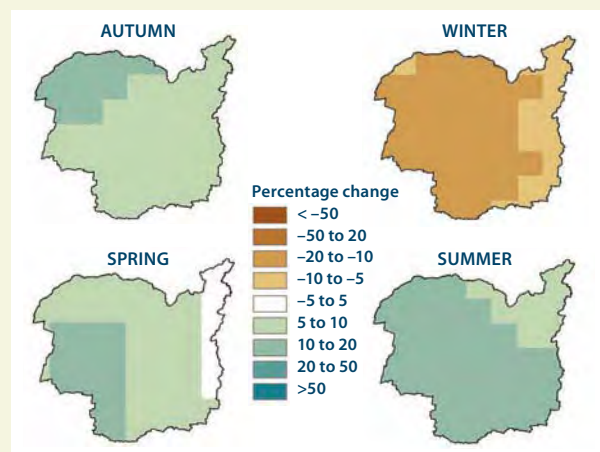 AUTUMN
WINTER
Percentage change
< –50
–50 to 20
–20 to –10
–10 to –5
–5 to 5
5 to 10
10 to 20
20 to 50
>50
SPRING
SUMMER